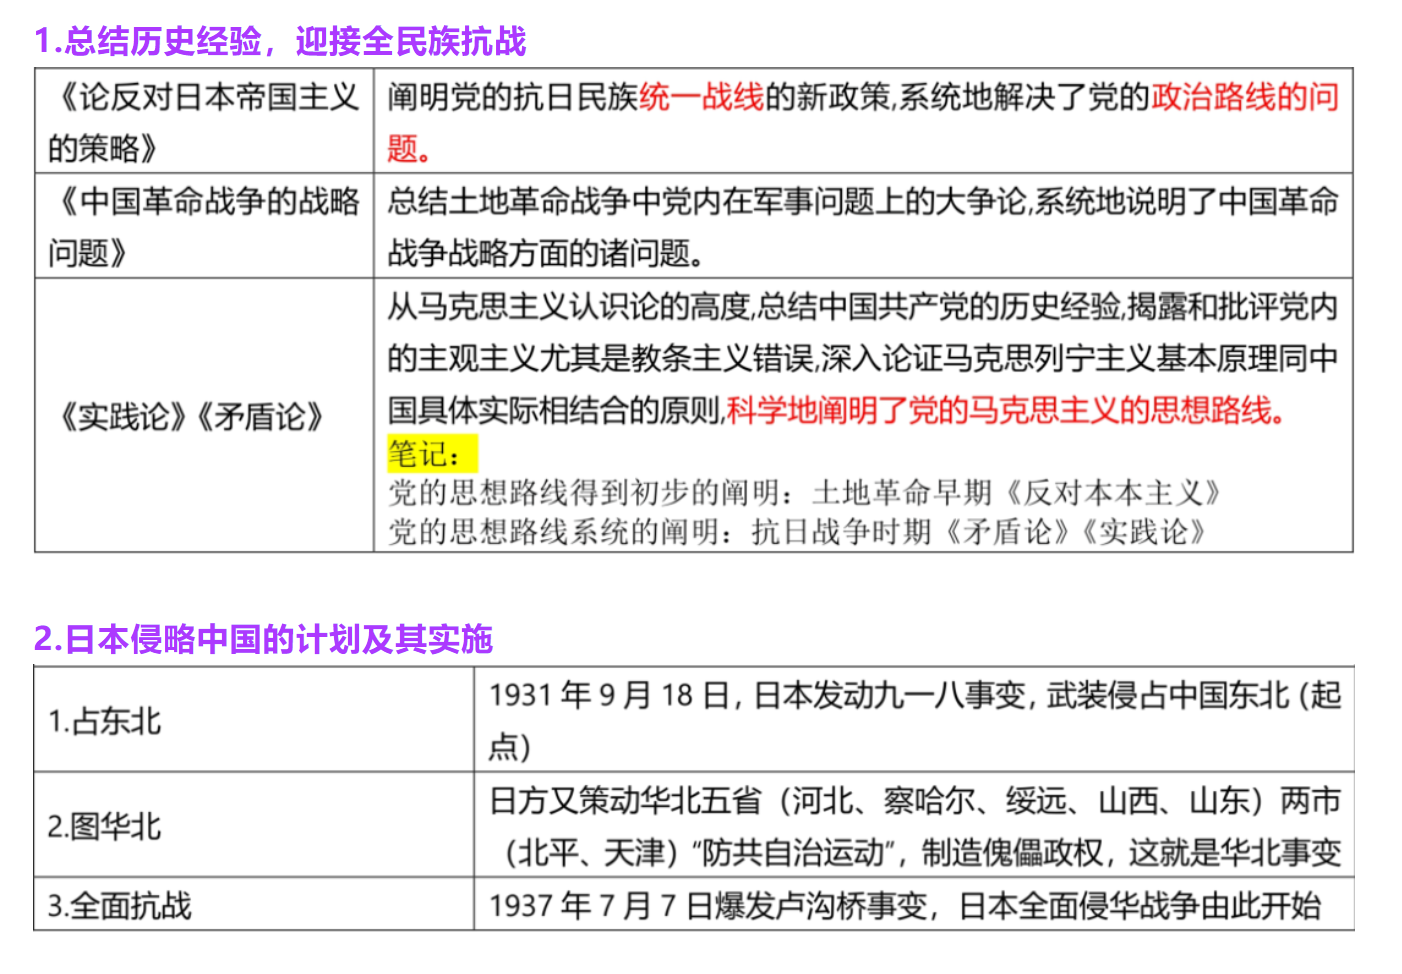 1.总结历史经验，迎接全民族抗战
《论反对日本帝国主义
的策略》
阐明党的抗日民族统一战线的新政策,系统地解决了党的政治路线的问
题。
《中国革命战争的战略
问题》
总结土地革命战争中党内在军事问题上的大争论,系统地说明了中国革命
战争战略方面的诸问题。
《实践论》《矛盾论》
从马克思主义认识论的高度,总结中国共产党的历史经验,揭露和批评党内
的主观主义尤其是教条主义错误,深入论证马克思列宁主义基本原理同中
国具体实际相结合的原则,科学地阐明了党的马克思主义的思想路线。
笔记：
党的思想路线得到初步的阐明：土地革命早期《反对本本主义》
党的思想路线系统的阐明：抗日战争时期《矛盾论》《实践论》
2.日本侵略中国的计划及其实施
1.占东北
1931 年 9 月 18 日，日本发动九一八事变，武装侵占中国东北（起
点）
2.图华北
日方又策动华北五省（河北、察哈尔、绥远、山西、山东）两市
（北平、天津）“防共自治运动”，制造傀儡政权，这就是华北事变
3.全面抗战
1937 年 7 月 7 日爆发卢沟桥事变，日本全面侵华战争由此开始